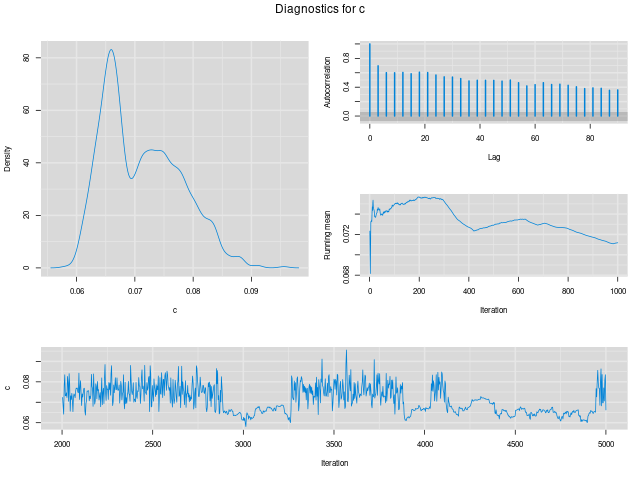 Diagnostics for c
Density
0 20 40 60 80
0.06 0.07 0.08 0.09
c
Autocorrelation
0.0 0.4 0.8
0 20 40 60 80
Lag
Running mean
0.068 0.072
0 200 400 600 800 1000
Iteration
c
0.06 0.08
2000 2500 3000 3500 4000 4500 5000
Iteration